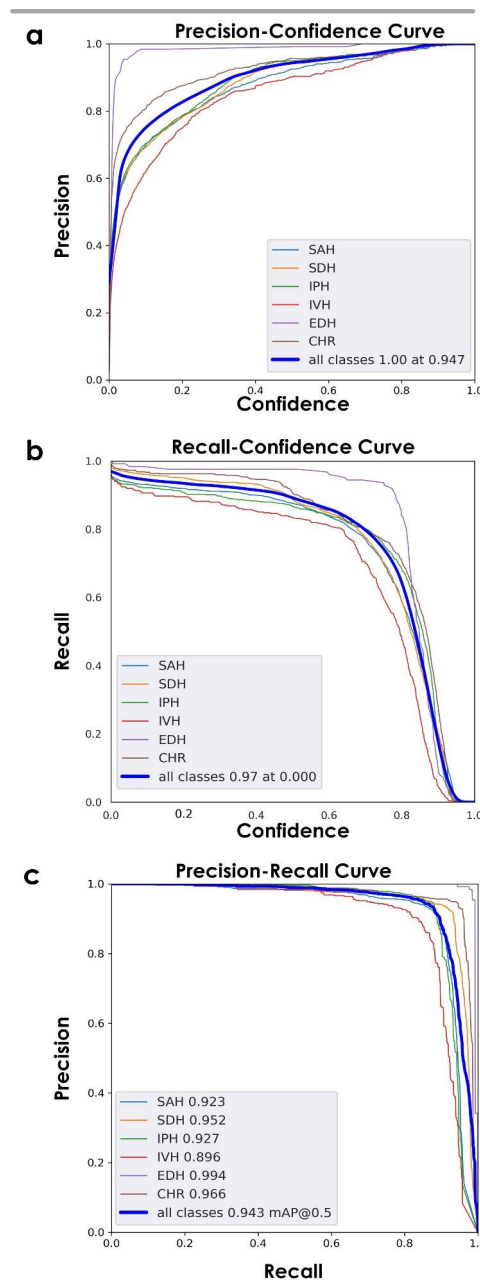 a
Precision-Confidence Curve
1.0
0.8
0.6
0.4
0.2
0.0
Precision
SAH
SDH
IPH
IVH
EDH
CHR
all classes 1.00 at 0.947
0.0 0.2 0.4 0.6 0.8 1.0
Confidence
b
Recall-Confidence Curve
1.0
0.8
0.6
0.4
0.2
0.0
Recall
SAH
SDH
IPH
IVH
EDH
CHR
all classes 0.97 at 0.000
0.0 0.2 0.4 0.6 0.8 1.0
Confidence
c
Precision-Recall Curve
1.0
0.8
0.6
0.4
0.2
0.0
Precision
SAH 0.923
SDH 0.952
IPH 0.927
IVH 0.896
EDH 0.994
CHR 0.966
all classes 0.943 mAP@0.5
0.0 0.2 0.4 0.6 0.8 1.
Recall